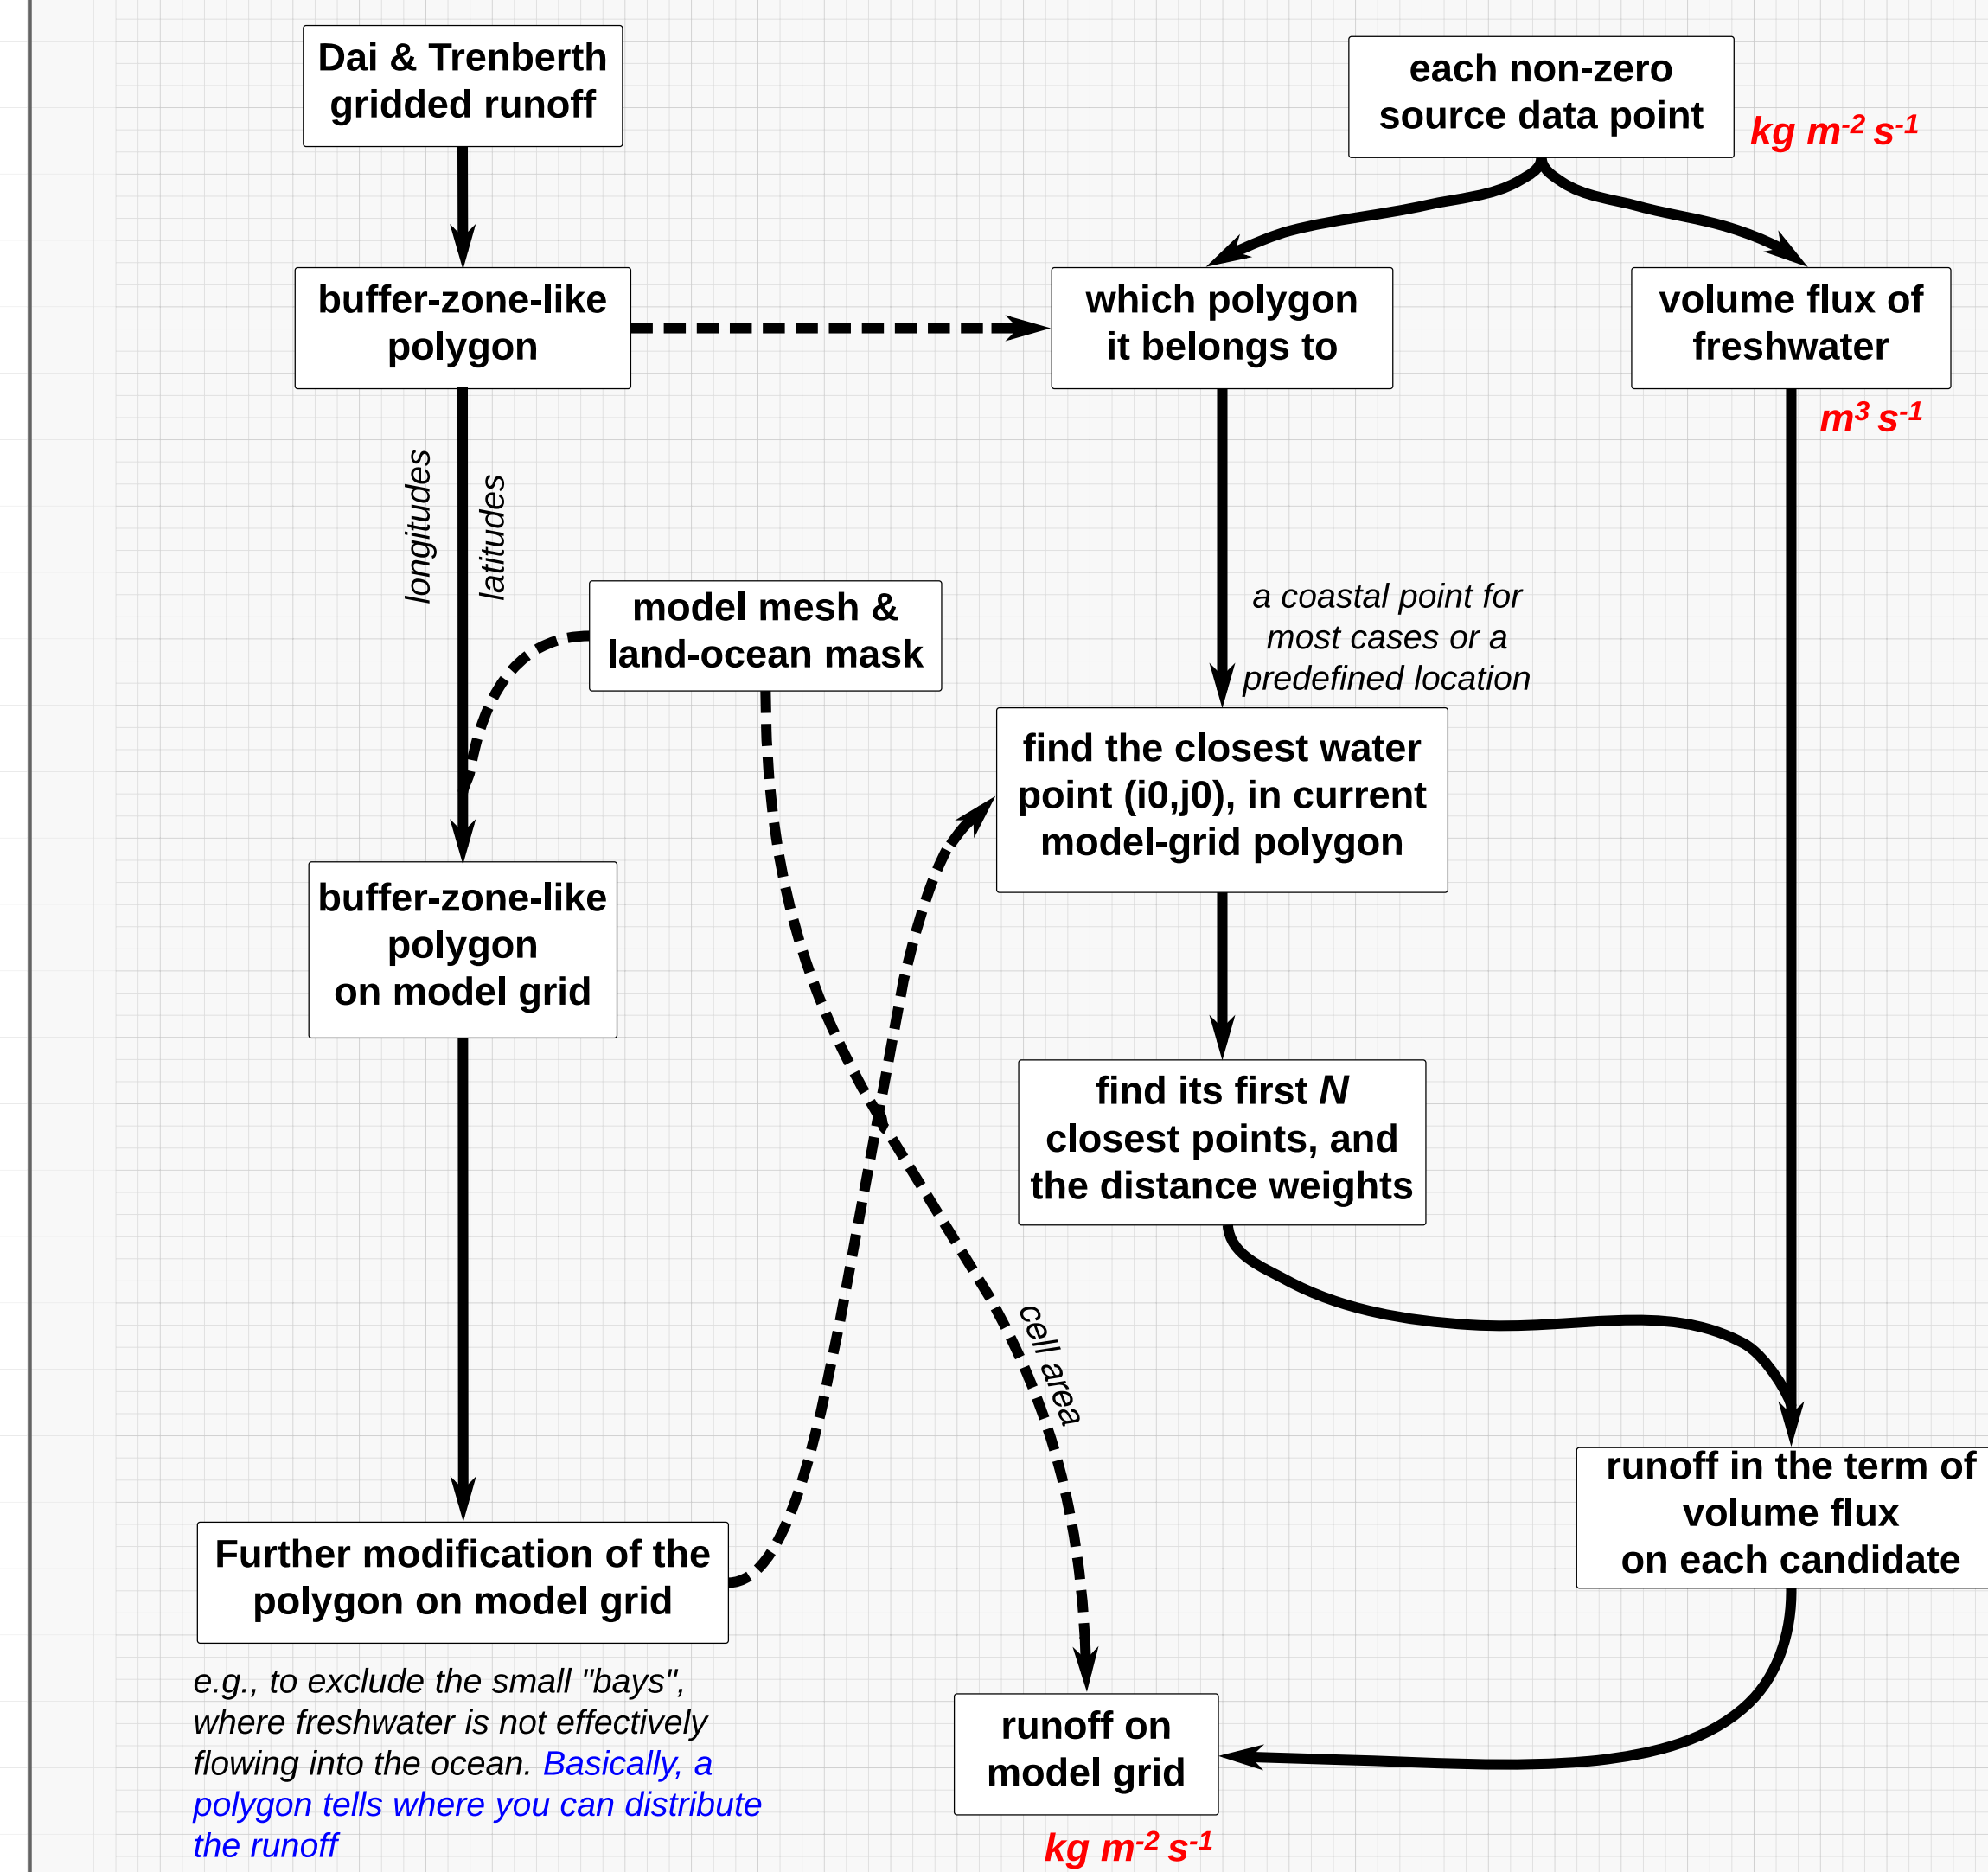 Dai & Trenberth
gridded runoff
each non-zero
source data point
kg m-2 s-1
buffer-zone-like
polygon
which polygon
it belongs to
volume flux of
freshwater
m3 s-1
longitudes
latitudes
model mesh &
land-ocean mask
a coastal point for
most cases or a
predefined location
find the closest water
point (i0,j0), in current
model-grid polygon
buffer-zone-like
polygon
on model grid
find its first N
closest points, and
the distance weights
cell area
runoff in the term of
volume flux
on each candidate
Further modification of the
polygon on model grid
e.g., to exclude the small "bays",
where freshwater is not effectively
flowing into the ocean. Basically, a
polygon tells where you can distribute
the runoff
runoff on
model grid
kg m-2 s-1